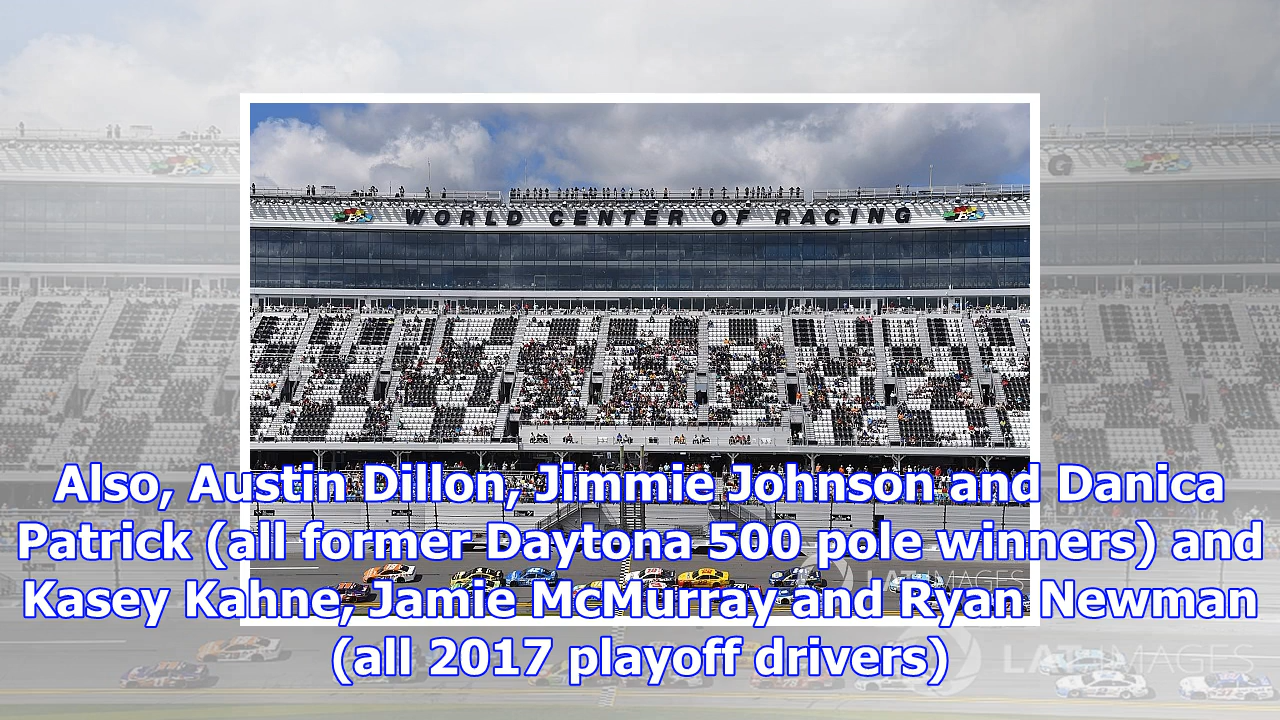 WORLD CENTER OF RACING
Also, Austin Dillon, Jimmie Johnson and Danica
Patrick (all former Daytona 500 pole winners) and
Kasey Kahne, Jamie McMurray and Ryan Newman
(all 2017 playoff drivers)
LAT IMAGES